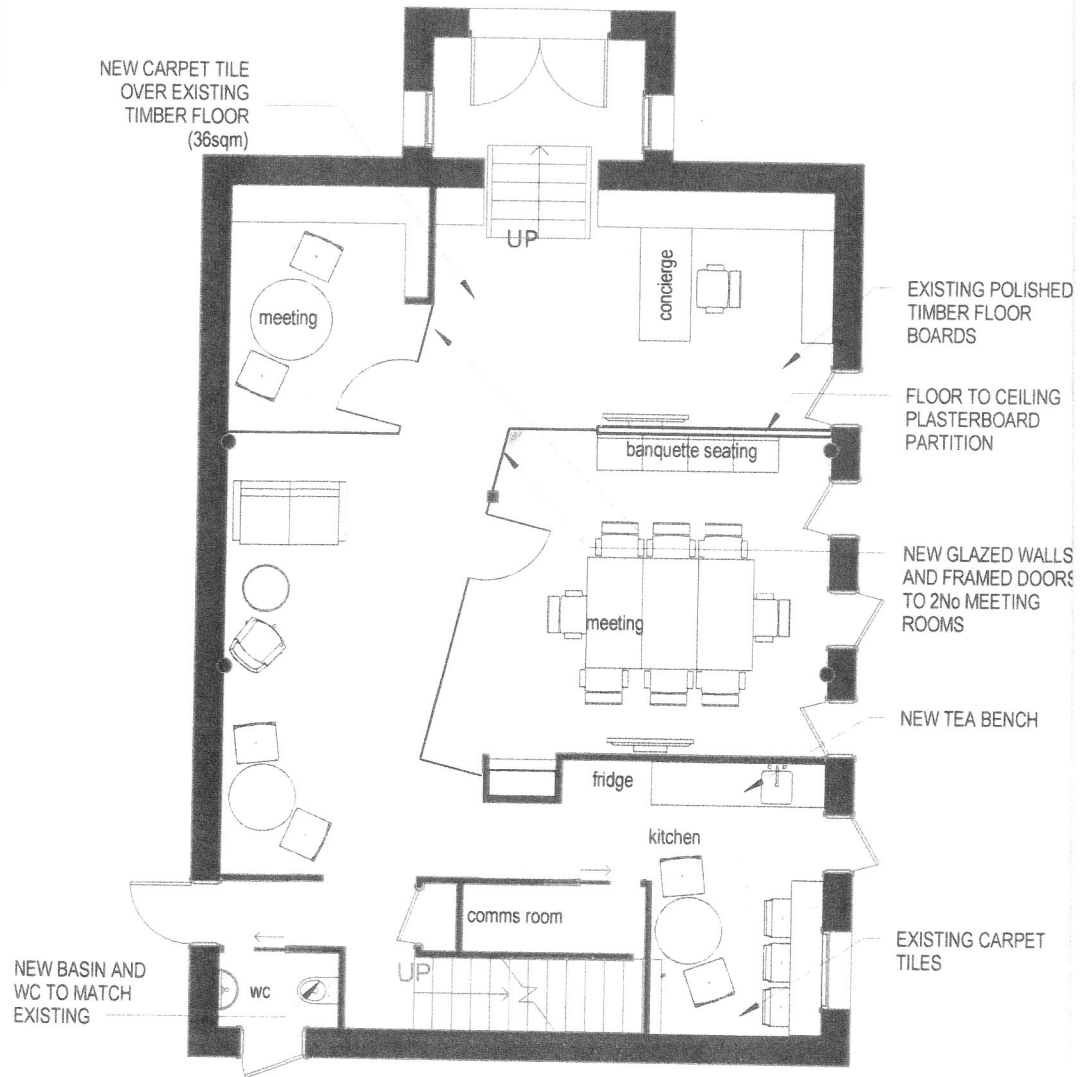 NEW CARPET TILE
OVER EXISTING
TIMBER FLOOR
(36sqm)
UP
concierge
meeting
EXISTING POLISHED
TIMBER FLOOR
BOARDS
FLOOR TO CEILING
PLASTERBOARD
PARTITION
banquette seating
NEW GLAZED WALLS
AND FRAMED DOORS
TO 2No MEETING
ROOMS
meeting
NEW TEA BENCH
fridge
kitchen
comms room
EXISTING CARPET
TILES
UP
NEW BASIN AND
WC TO MATCH
EXISTING
wc